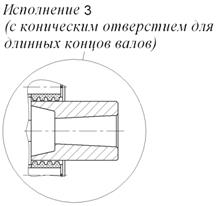 Исполнение 3
(с коническим отверстием для
длинных концов валов)